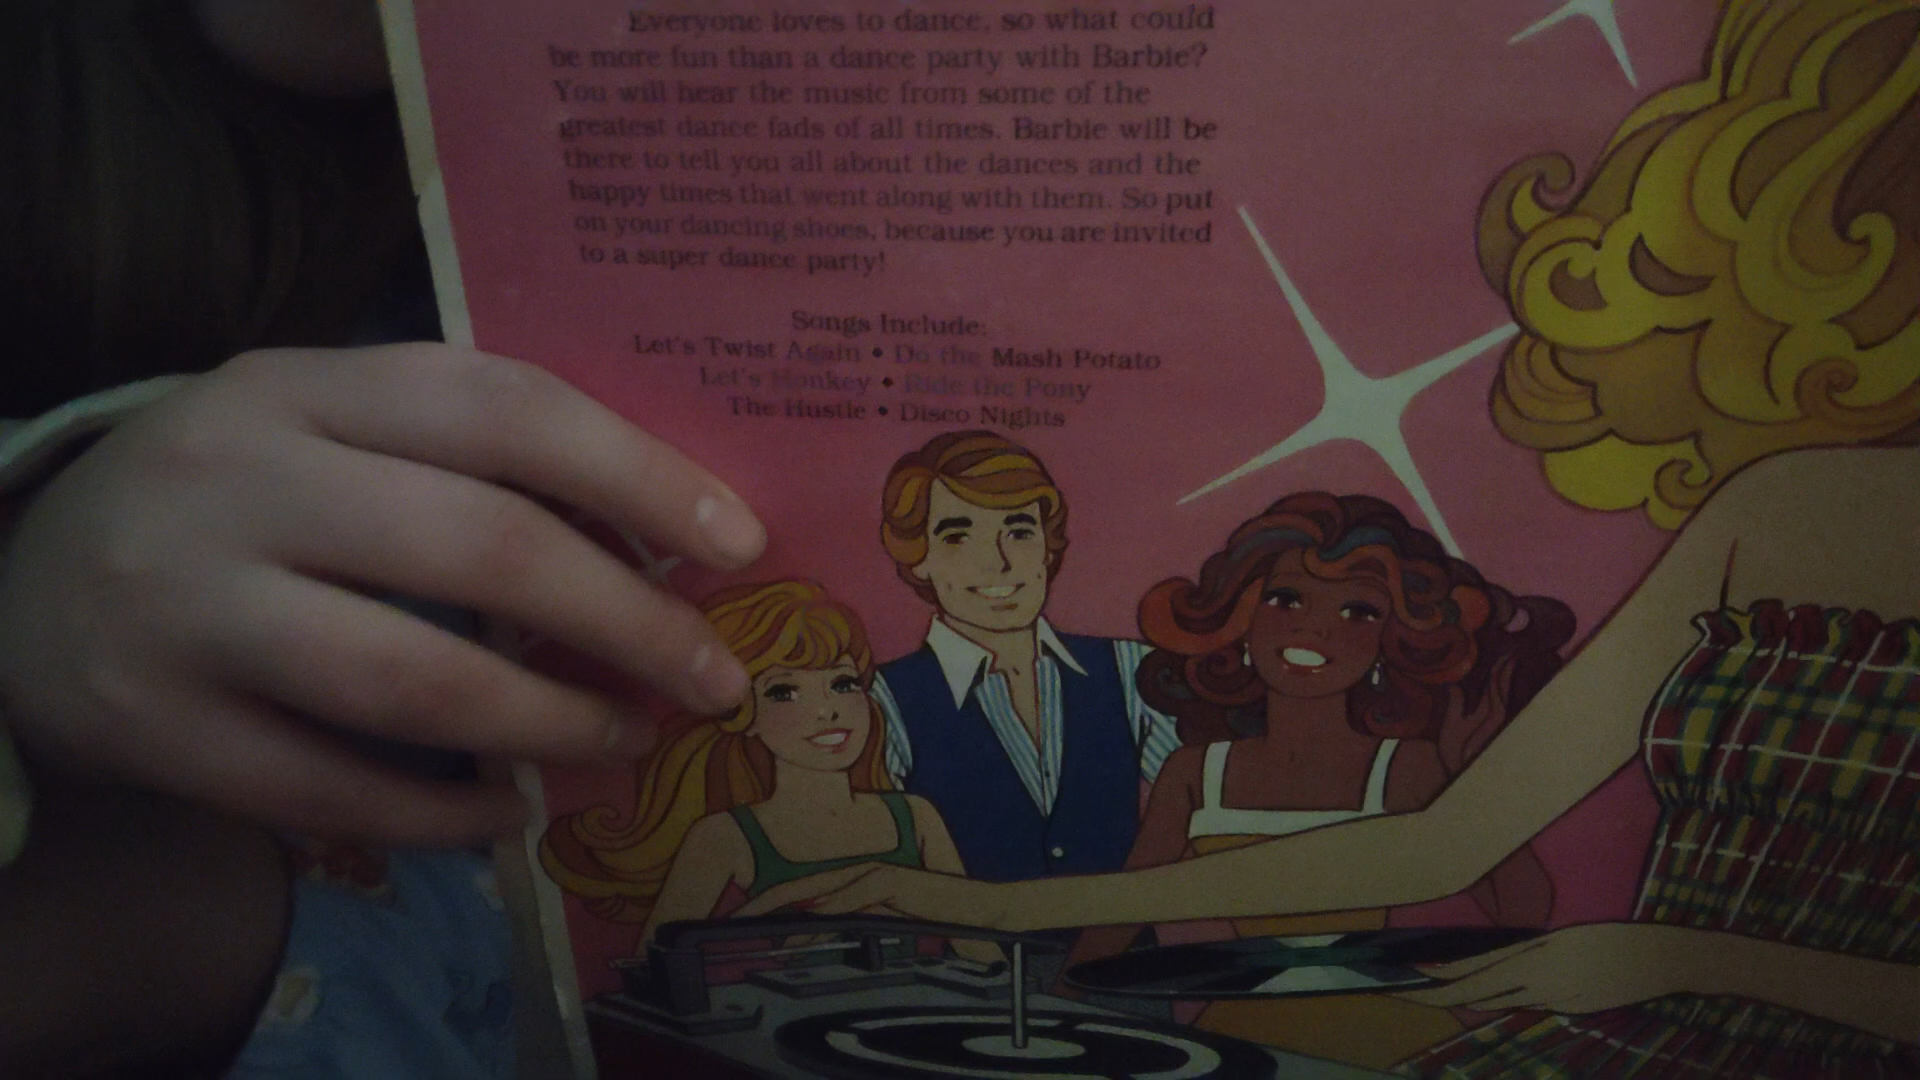 Everyone loves to dance, so what could
be more fun than a dance party with Barbie?
You will hear the music from some of the
greatest dance fads of all times. Barbie will be
there to tell you all about the dances and the
happy times that went along with them. So put
on your dancing shoes, because you are invited
to a super dance party!
Songs Include:
Let's Twist Again • Do the Mash Potato
Let's Monkey • Ride the Pony
The Hustle • Disco Nights